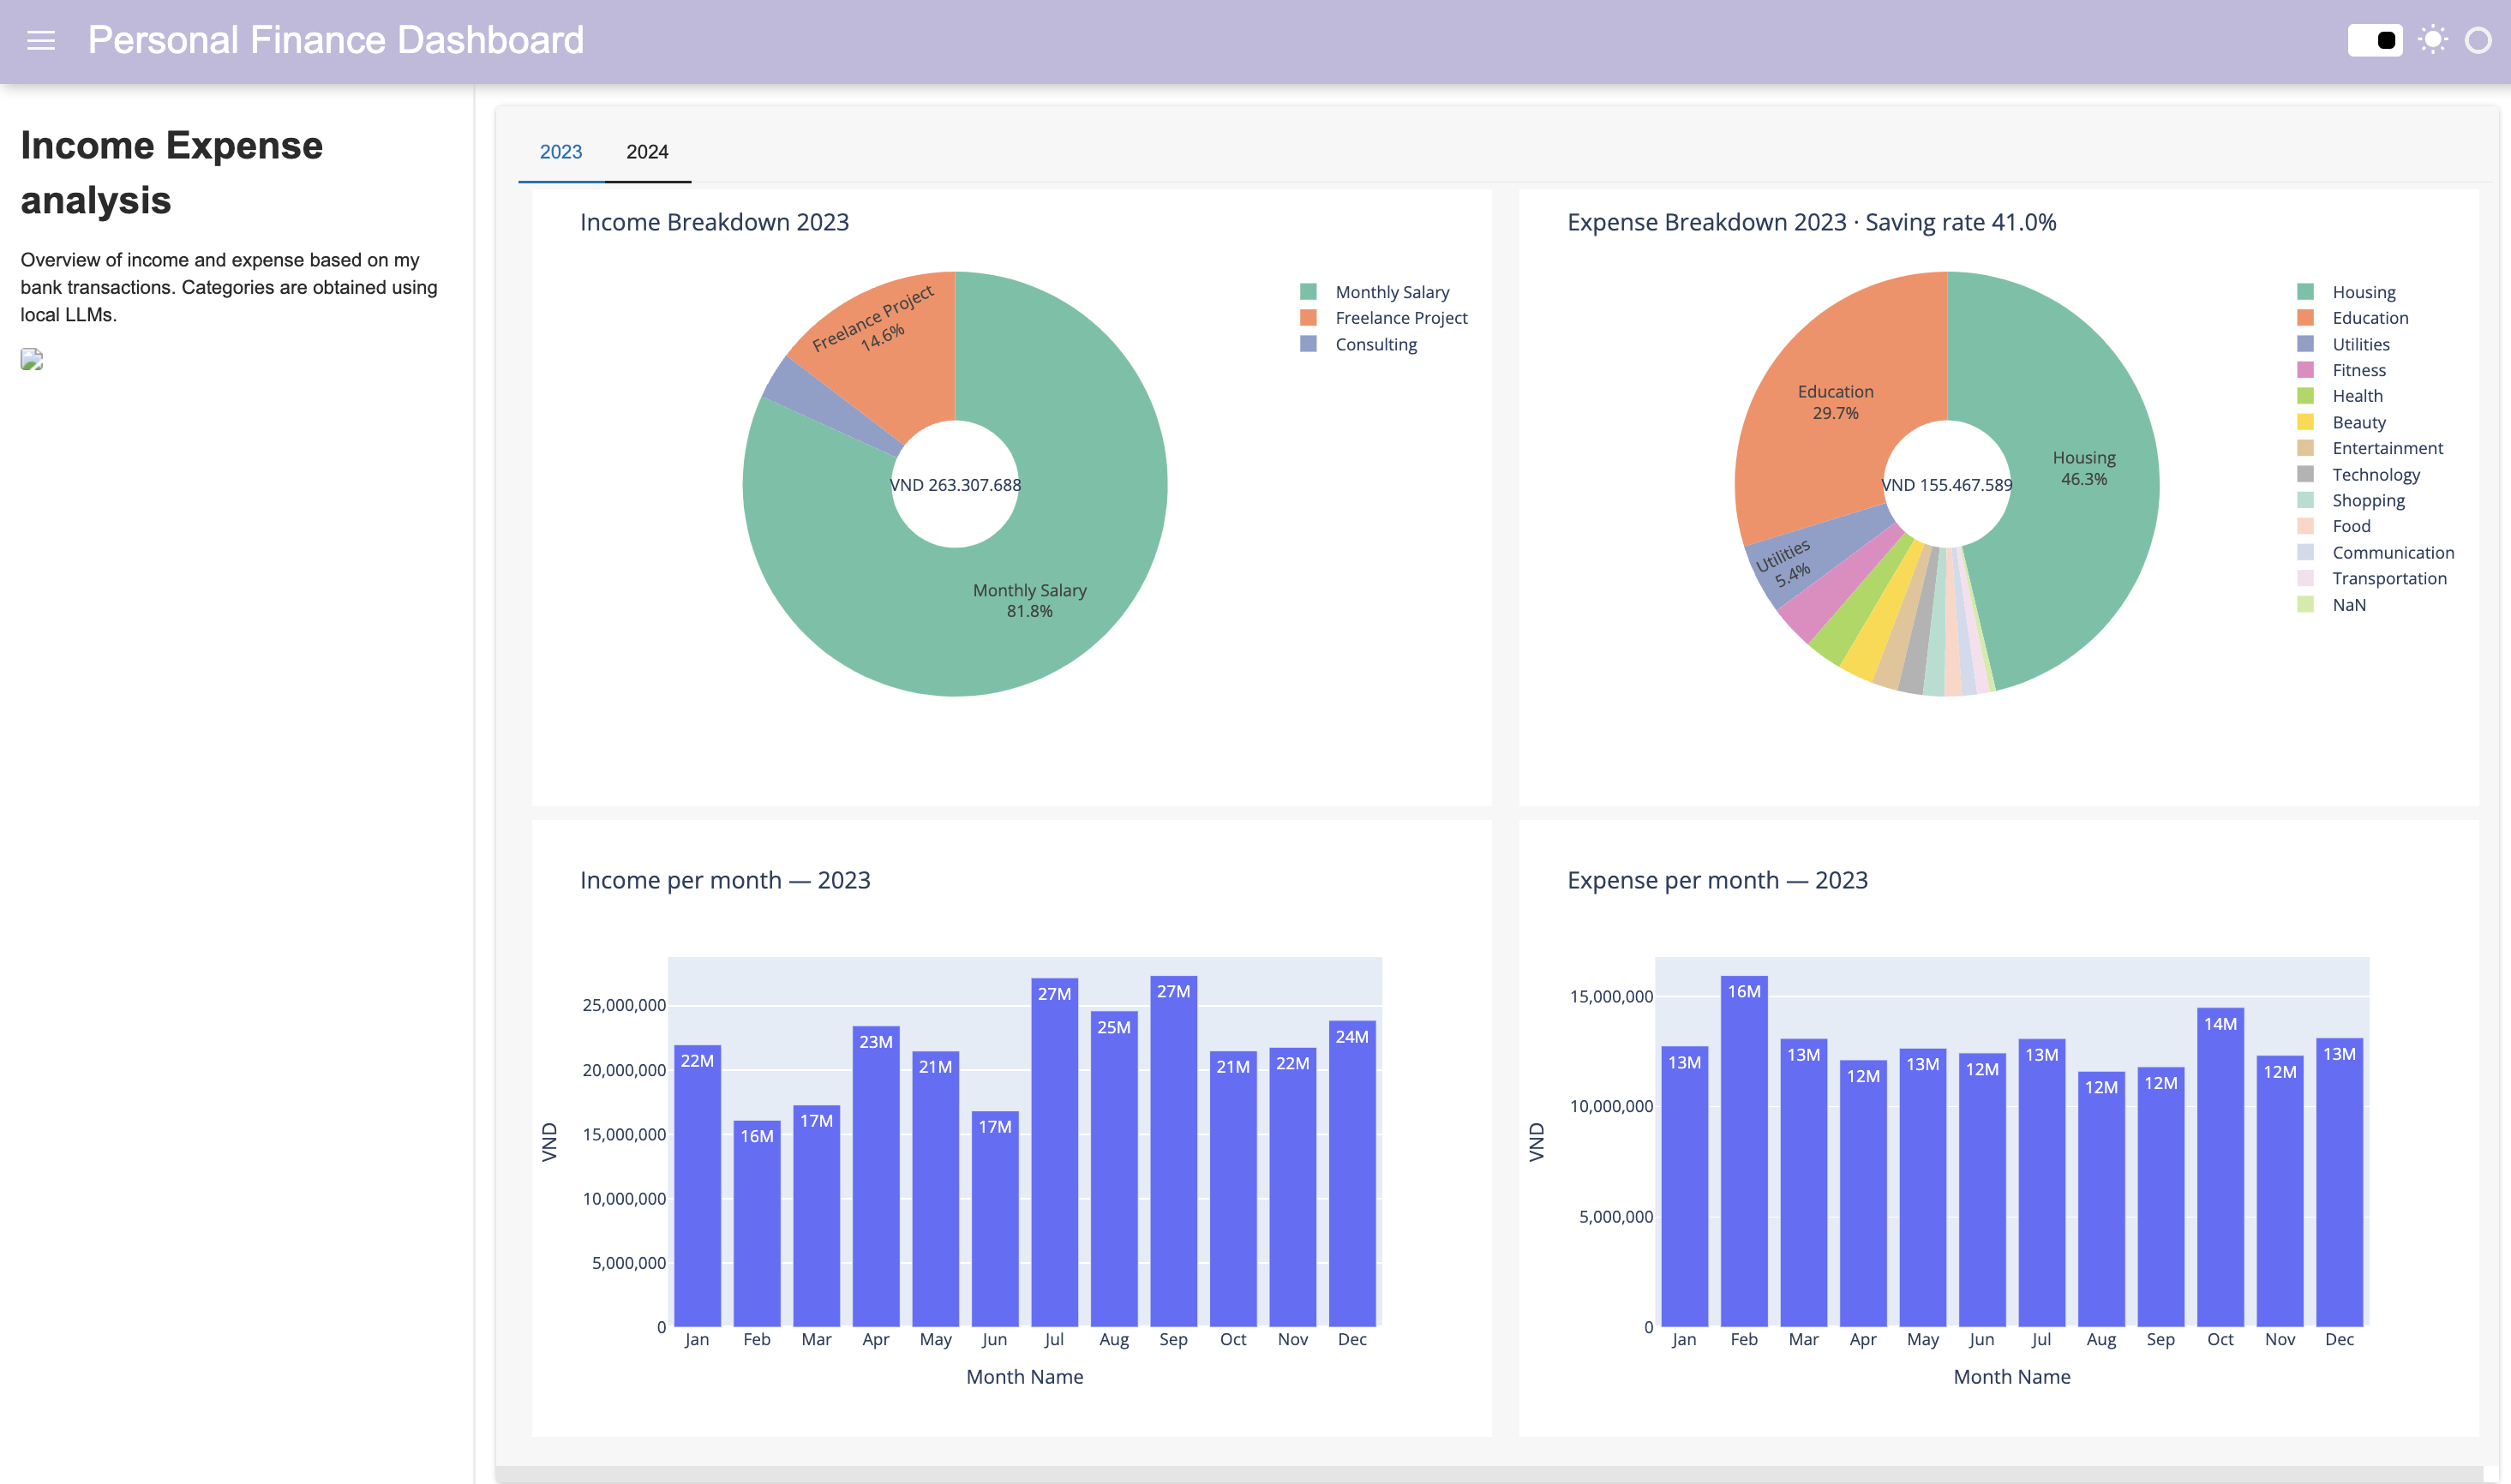 Personal Finance Dashboard
Income Expense
analysis
Overview of income and expense based on my
bank transactions. Categories are obtained using
local LLMs.
2023
2024
Income Breakdown 2023
Freelance Project
14.6%
VND 263.307.688
Monthly Salary
81.8%
Monthly Salary
Freelance Project
Consulting
Expense Breakdown 2023 · Saving rate 41.0%
Education
29.7%
Housing
46.3%
VND 155.467.589
Utilities
5.4%
Housing
Education
Utilities
Fitness
Health
Beauty
Entertainment
Technology
Shopping
Food
Communication
Transportation
NaN
Income per month — 2023
VND
25,000,000
20,000,000
15,000,000
10,000,000
5,000,000
0
22M
16M
17M
23M
21M
17M
27M
25M
27M
21M
22M
24M
Jan
Feb
Mar
Apr
May
Jun
Jul
Aug
Sep
Oct
Nov
Dec
Month Name
Expense per month — 2023
VND
15,000,000
10,000,000
5,000,000
0
13M
16M
13M
12M
13M
12M
13M
12M
12M
14M
12M
13M
Jan
Feb
Mar
Apr
May
Jun
Jul
Aug
Sep
Oct
Nov
Dec
Month Name